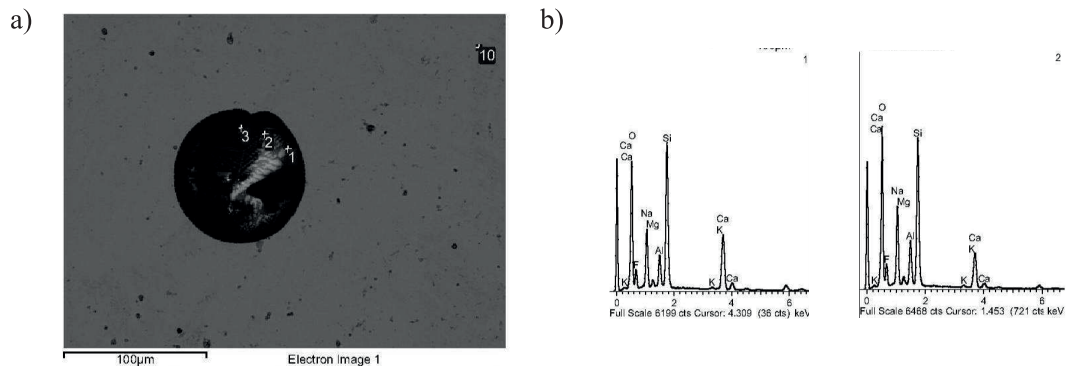 a)
10
3
2
1
100µm
Electron Image 1
b)
1
O
Ca
Ca
Si
Na
Mg
Ca
K
Al
F
K
K
Ca
0
2
4
6
Full Scale 6199 cts Cursor: 4.309 (36 cts) keV
2
O
Ca
Ca
Si
Na
Mg
Al
Ca
K
F
K
K
Ca
0
2
4
6
Full Scale 6468 cts Cursor: 1.453 (721 cts keV